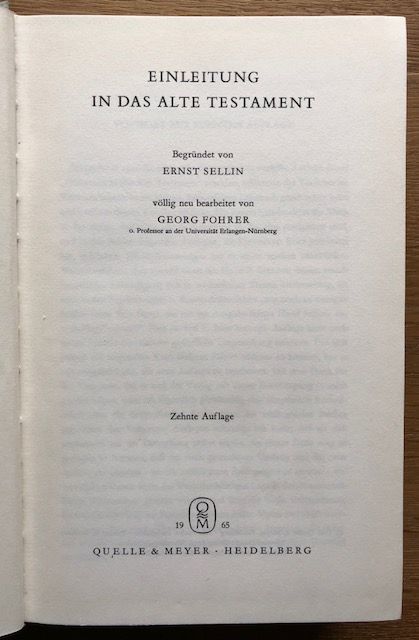 EINLEITUNG
IN DAS ALTE TESTAMENT
Begründet von
ERNST SELLIN
völlig neu bearbeitet von
GEORG FOHRER
o. Professor an der Universität Erlangen-Nürnberg
Zehnte Auflage
Q
M
19 65
QUELLE & MEYER · HEIDELBERG